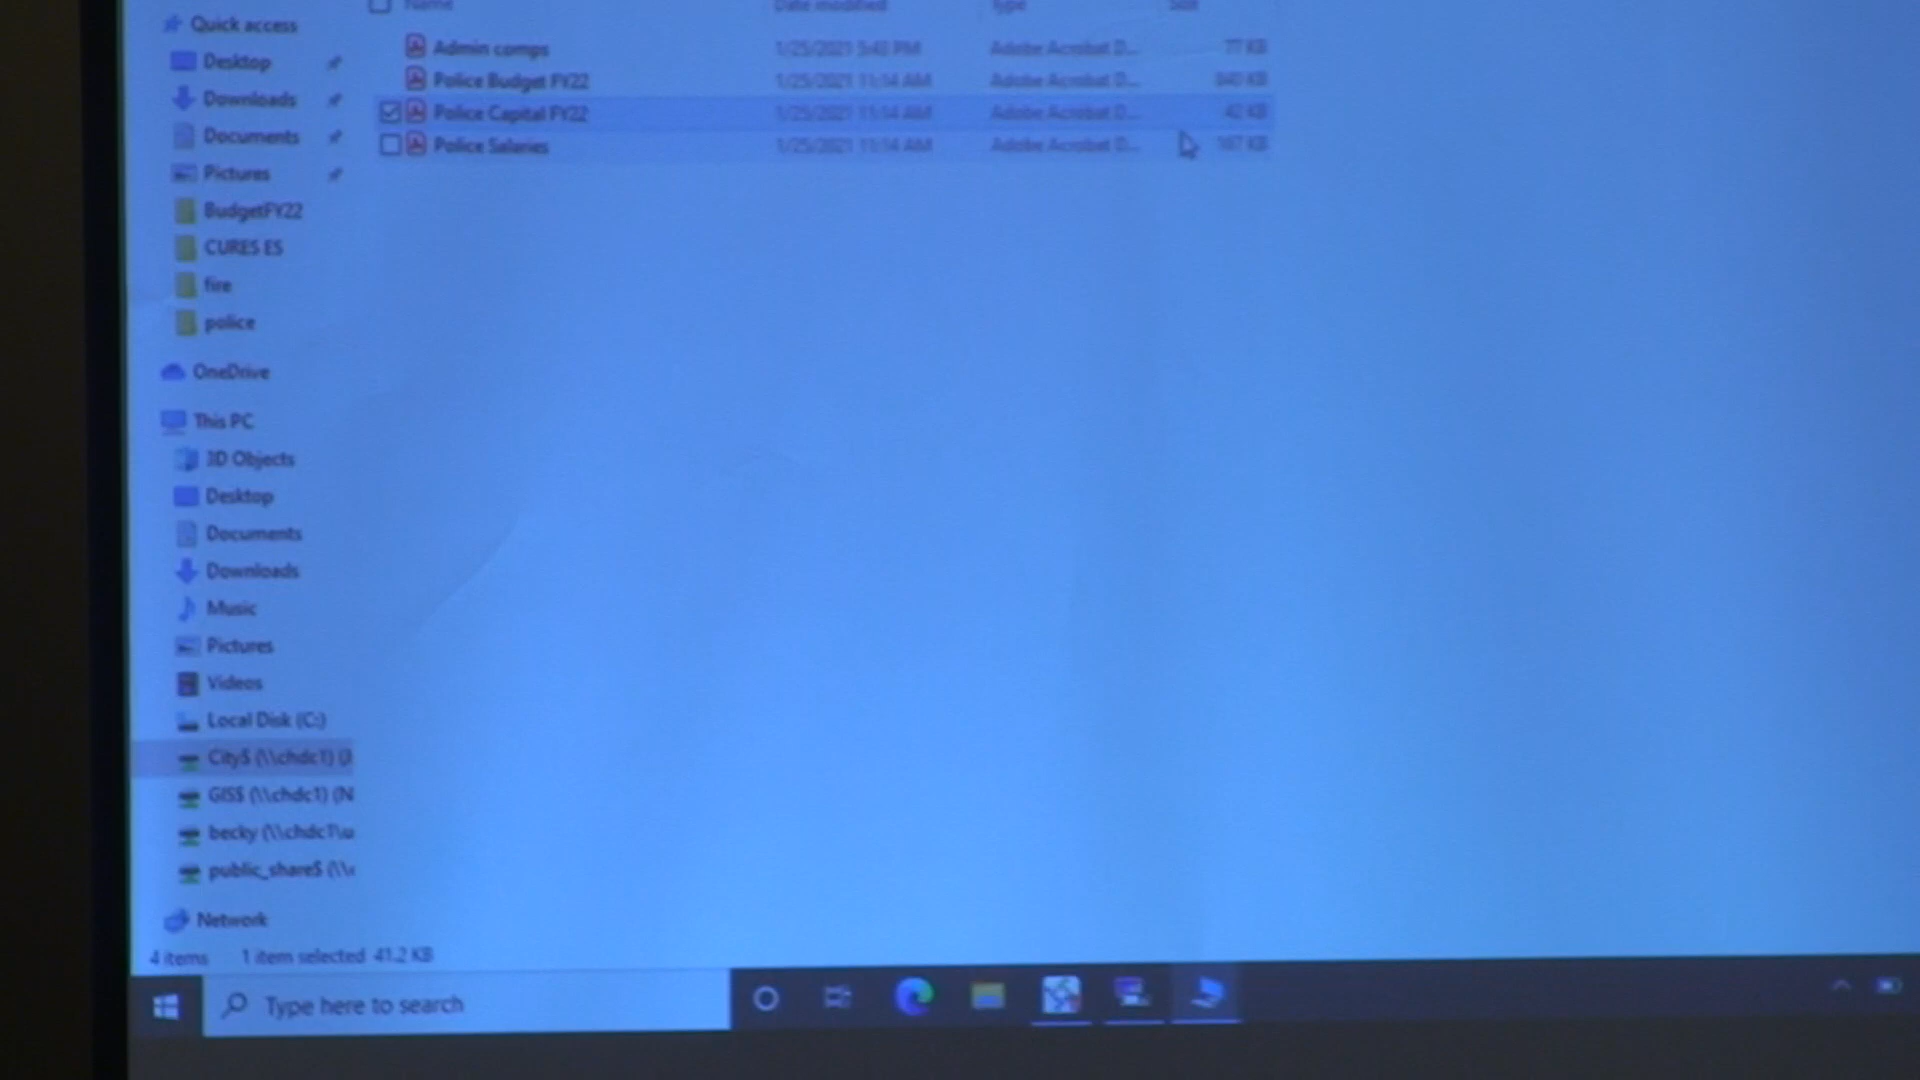 Quick access
Desktop
Downloads
Documents
Pictures
BudgetFY22
CURES ES
fire
police
OneDrive
This PC
3D Objects
Desktop
Documents
Downloads
Music
Pictures
Videos
Local Disk (C:)
City$ (\\chdc1) (J
GIS$ (\\chdc1) (N
becky (\\chdc1\u
public_share$ (\\
Network
Name Date modified Type Size
Admin comps 1/25/2021 5:43 PM Adobe Acrobat D... 77 KB
Police Budget FY22 1/25/2021 11:14 AM Adobe Acrobat D... 840 KB
Police Capital FY22 1/25/2021 11:14 AM Adobe Acrobat D... 42 KB
Police Salaries 1/25/2021 11:14 AM Adobe Acrobat D... 167 KB
4 items 1 item selected 41.2 KB
Type here to search